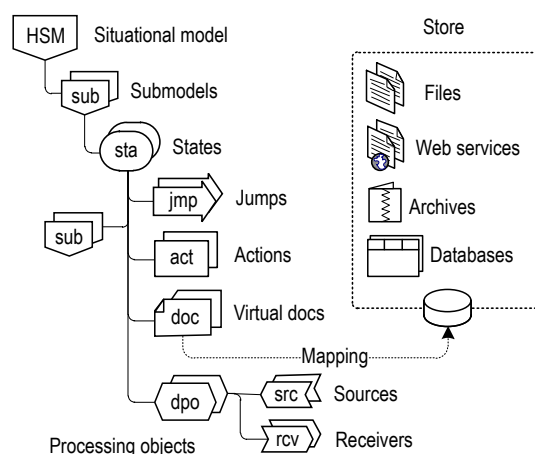 HSM Situational model
Store
sub Submodels
Files
sta States
Web services
jmp Jumps
Archives
sub
act Actions
Databases
doc Virtual docs
Mapping
dpo
src Sources
rcv Receivers
Processing objects